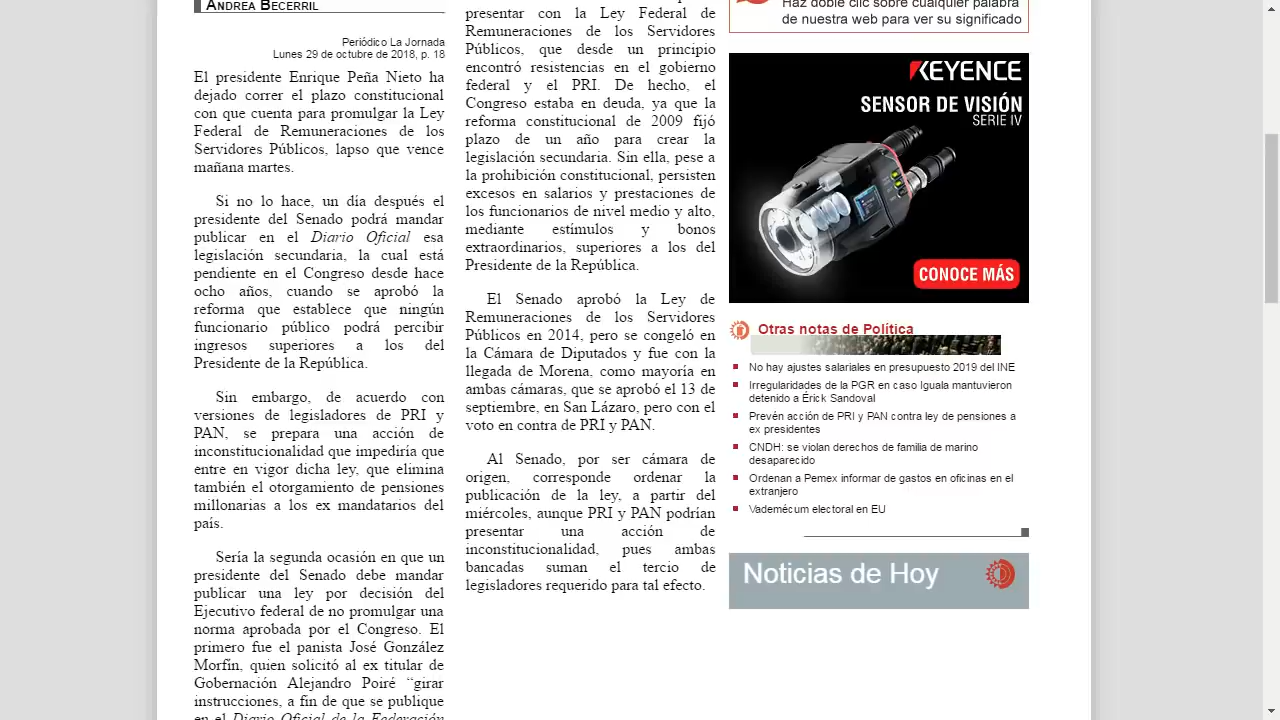 ANDREA BECERRIL
Periódico La Jornada
Lunes 29 de octubre de 2018, p. 18
El presidente Enrique Peña Nieto ha
dejado correr el plazo constitucional
con que cuenta para promulgar la Ley
Federal de Remuneraciones de los
Servidores Públicos, lapso que vence
mañana martes.
Si no lo hace, un día después el
presidente del Senado podrá mandar
publicar en el Diario Oficial esa
legislación secundaria, la cual está
pendiente en el Congreso desde hace
ocho años, cuando se aprobó la
reforma que establece que ningún
funcionario público podrá percibir
ingresos superiores a los del
Presidente de la República.
Sin embargo, de acuerdo con
versiones de legisladores de PRI y
PAN, se prepara una acción de
inconstitucionalidad que impediría que
entre en vigor dicha ley, que elimina
también el otorgamiento de pensiones
millonarias a los ex mandatarios del
país.
Sería la segunda ocasión en que un
presidente del Senado debe mandar
publicar una ley por decisión del
Ejecutivo federal de no promulgar una
norma aprobada por el Congreso. El
primero fue el panista José González
Morfín, quien solicitó al ex titular de
Gobernación Alejandro Poiré “girar
instrucciones, a fin de que se publique
en el Diario Oficial de la Federación
presentar con la Ley Federal de
Remuneraciones de los Servidores
Públicos, que desde un principio
encontró resistencias en el gobierno
federal y el PRI. De hecho, el
Congreso estaba en deuda, ya que la
reforma constitucional de 2009 fijó
plazo de un año para crear la
legislación secundaria. Sin ella, pese a
la prohibición constitucional, persisten
excesos en salarios y prestaciones de
los funcionarios de nivel medio y alto,
mediante estímulos y bonos
extraordinarios, superiores a los del
Presidente de la República.
El Senado aprobó la Ley de
Remuneraciones de los Servidores
Públicos en 2014, pero se congeló en
la Cámara de Diputados y fue con la
llegada de Morena, como mayoría en
ambas cámaras, que se aprobó el 13 de
septiembre, en San Lázaro, pero con el
voto en contra de PRI y PAN.
Al Senado, por ser cámara de
origen, corresponde ordenar la
publicación de la ley, a partir del
miércoles, aunque PRI y PAN podrían
presentar una acción de
inconstitucionalidad, pues ambas
bancadas suman el tercio de
legisladores requerido para tal efecto.
Haz doble clic sobre cualquier palabra
de nuestra web para ver su significado
KEYENCE
SENSOR DE VISIÓN
SERIE IV
CONOCE MÁS
Otras notas de Política
No hay ajustes salariales en presupuesto 2019 del INE
Irregularidades de la PGR en caso Iguala mantuvieron
detenido a Érick Sandoval
Prevén acción de PRI y PAN contra ley de pensiones a
ex presidentes
CNDH: se violan derechos de familia de marino
desaparecido
Ordenan a Pemex informar de gastos en oficinas en el
extranjero
Vademécum electoral en EU
Noticias de Hoy